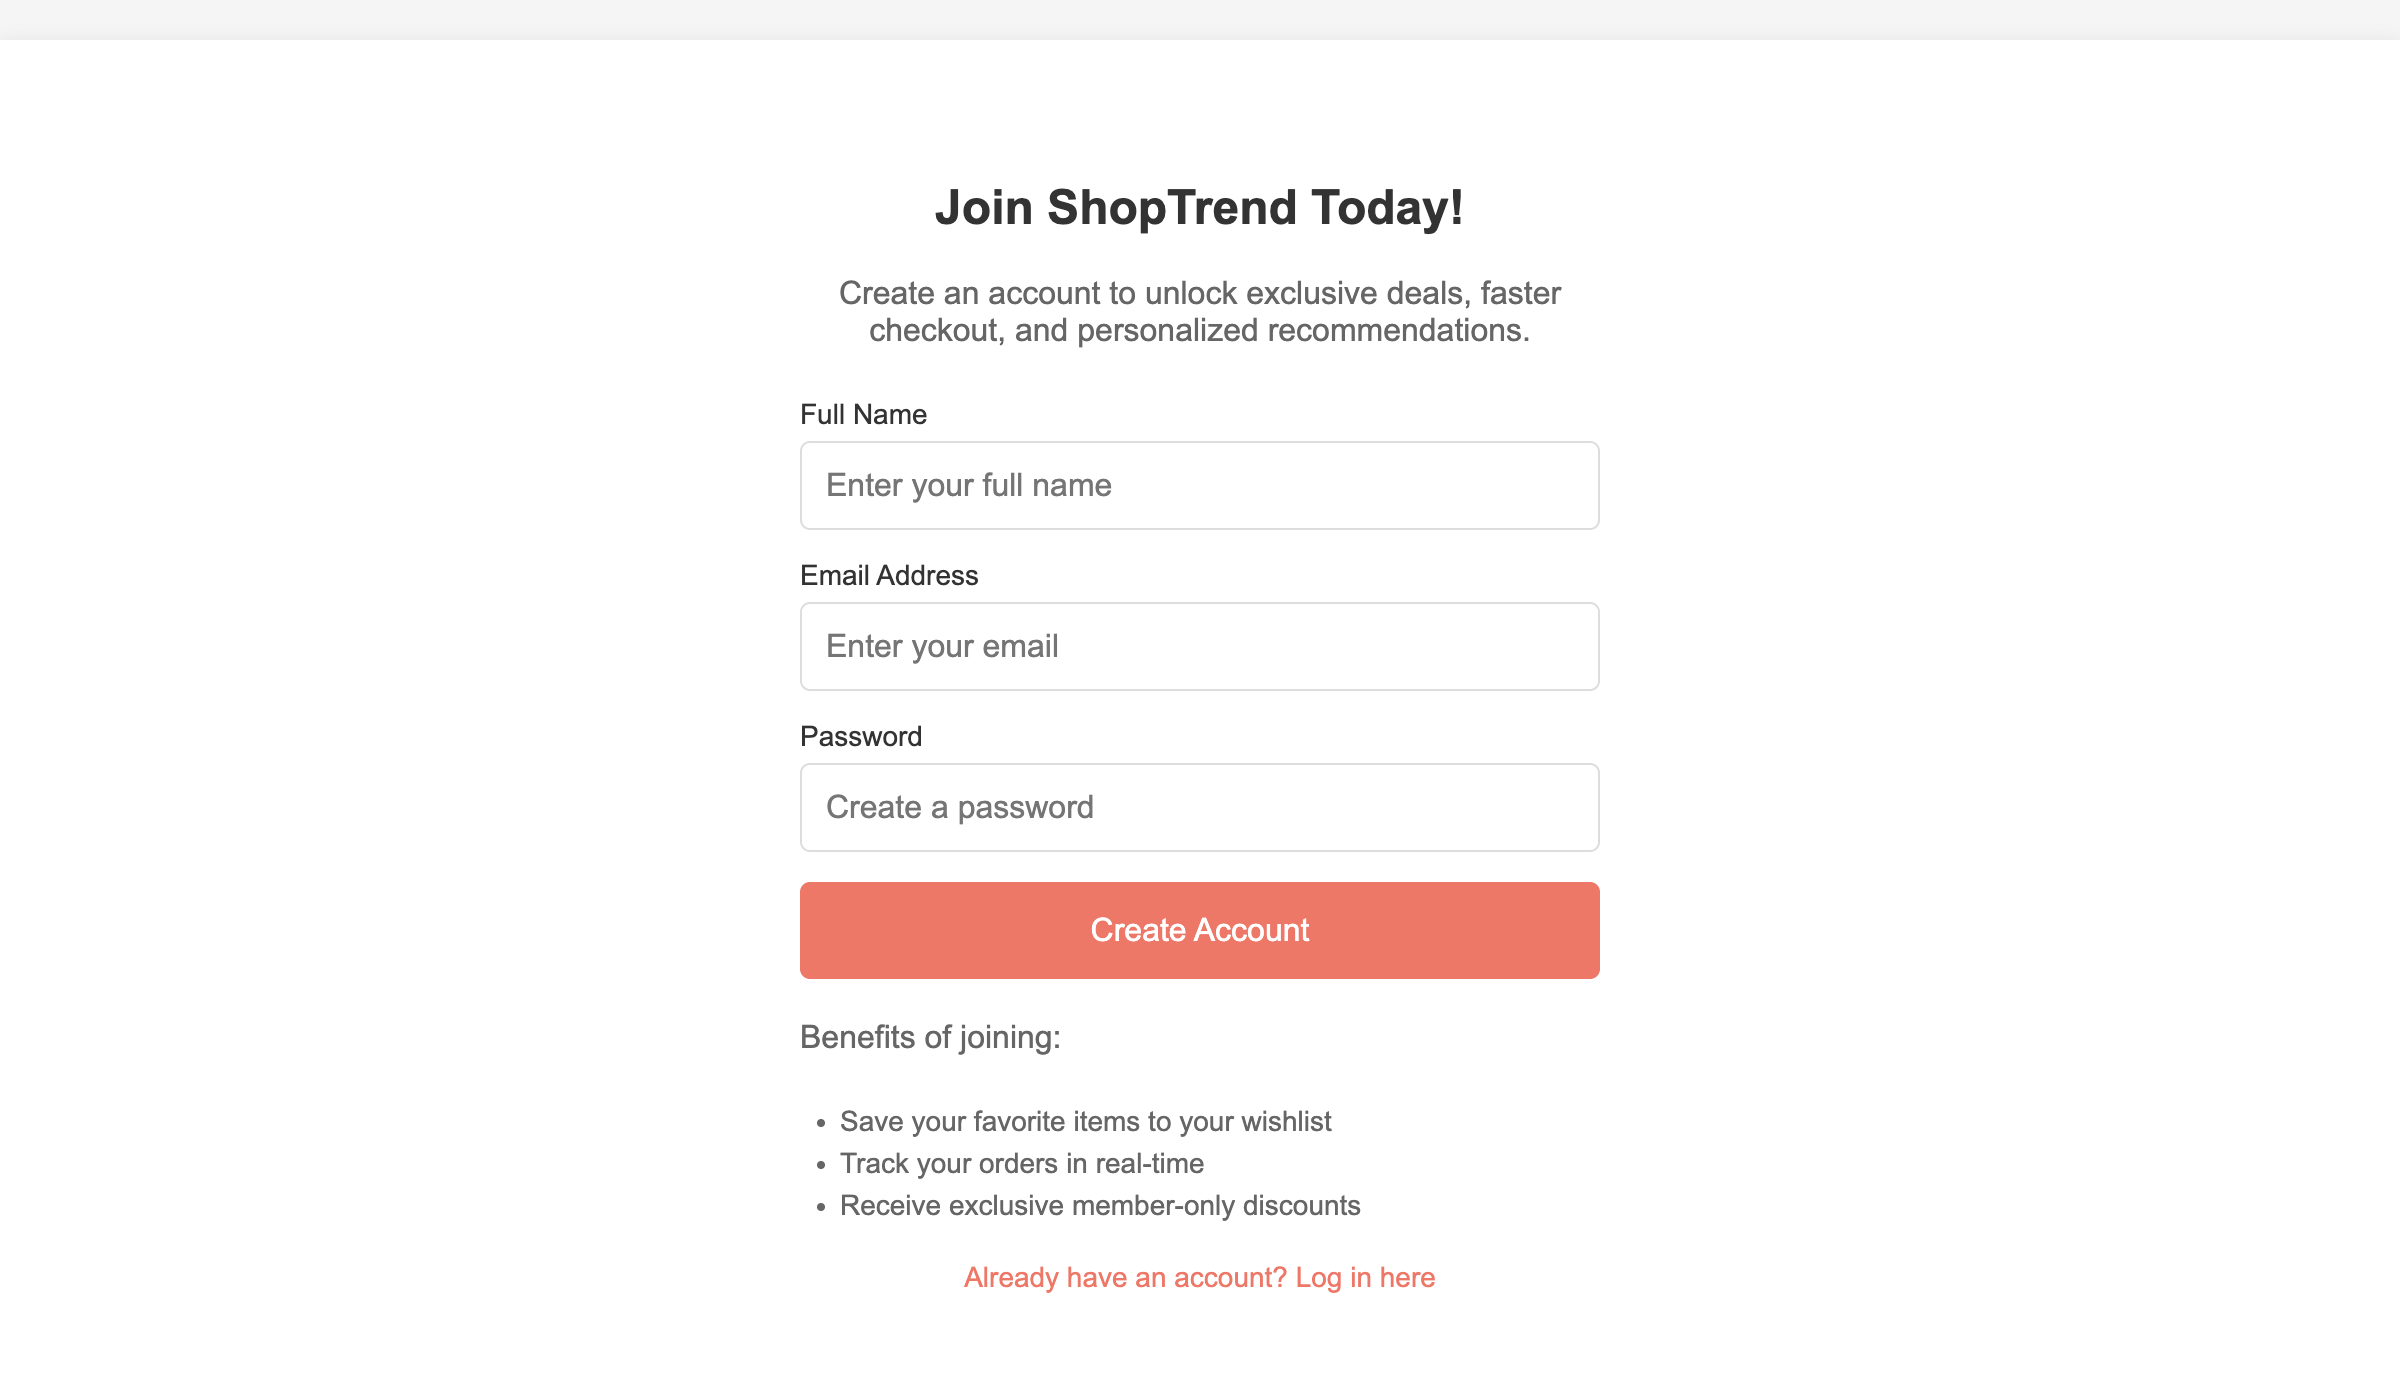 Join ShopTrend Today!
Create an account to unlock exclusive deals, faster
checkout, and personalized recommendations.
Full Name
Enter your full name
Email Address
Enter your email
Password
Create a password
Create Account
Benefits of joining:
• Save your favorite items to your wishlist
• Track your orders in real-time
• Receive exclusive member-only discounts
Already have an account? Log in here